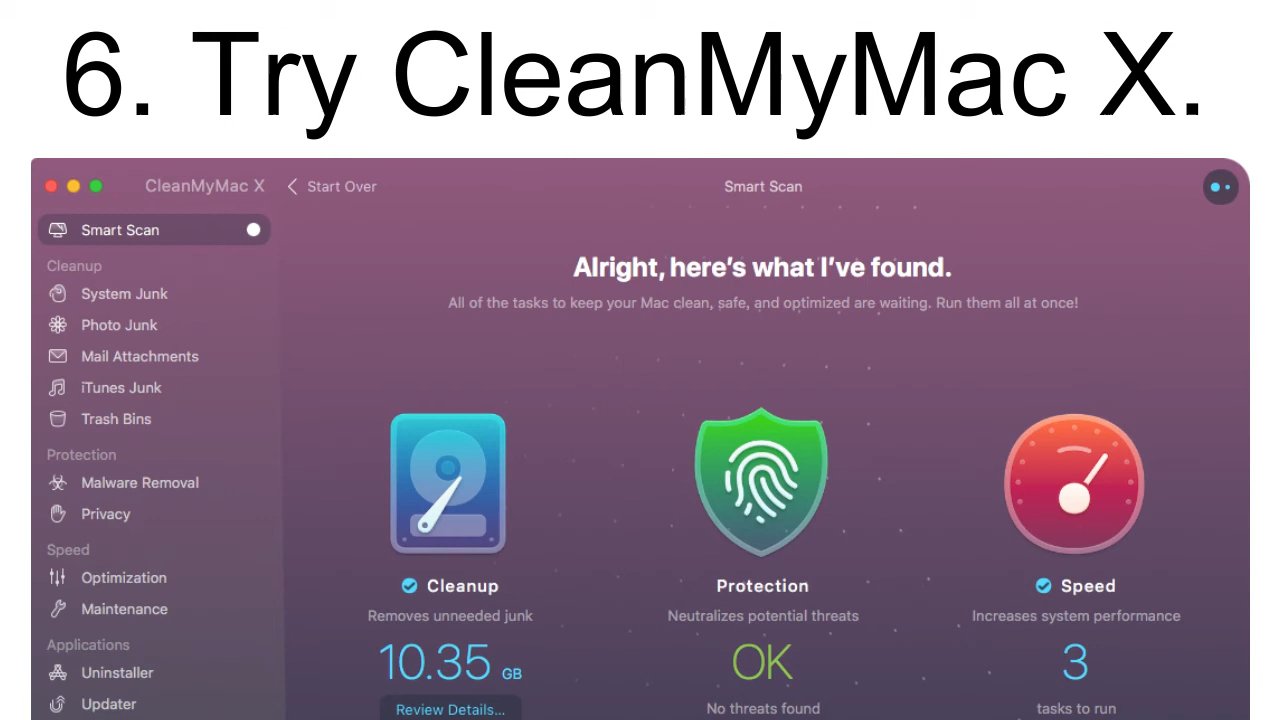 6. Try CleanMyMac X.
CleanMyMac X
Start Over
Smart Scan
Smart Scan
Cleanup
System Junk
Photo Junk
Mail Attachments
iTunes Junk
Trash Bins
Protection
Malware Removal
Privacy
Speed
Optimization
Maintenance
Applications
Uninstaller
Updater
Alright, here's what I've found.
All of the tasks to keep your Mac clean, safe, and optimized are waiting. Run them all at once!
Cleanup
Removes unneeded junk
10.35 GB
Review Details...
Protection
Neutralizes potential threats
OK
No threats found
Speed
Increases system performance
3
tasks to run